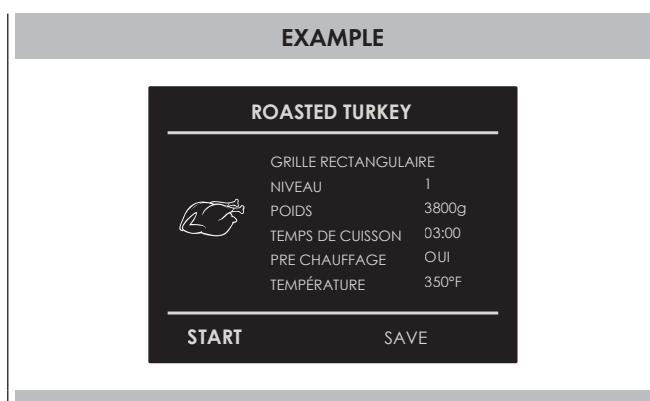 EXAMPLE
ROASTED TURKEY
GRILLE RECTANGULAIRE
NIVEAU 1
POIDS 3800g
TEMPS DE CUISSON 03:00
PRE CHAUFFAGE OUI
TEMPÉRATURE 350°F
START SAVE